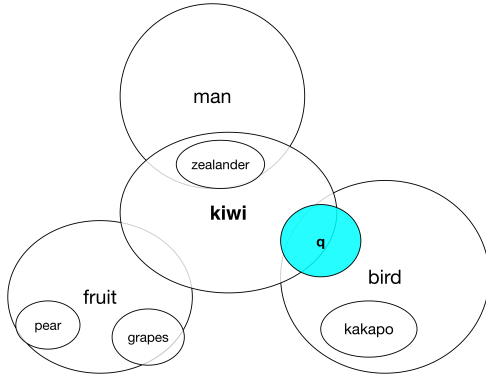 man
zealander
kiwi
q
bird
fruit
pear
grapes
kakapo